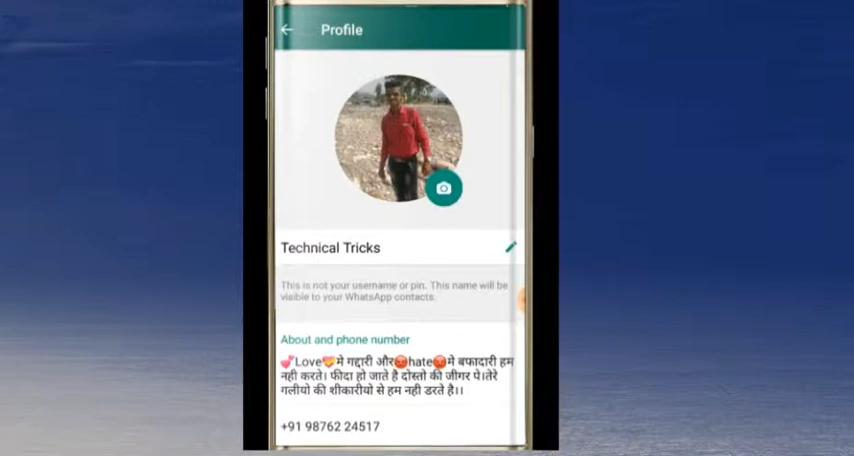 Profile
Technical Tricks
This is not your username or pin. This name will be
visible to your WhatsApp contacts.
About and phone number
💕Love💝मे गद्दारी और😡hate😡मे बफादारी हम
नही करते। फीदा हो जाते है दोस्तो की जीगर पे।तेरे
गलीयो की शीकारीयो से हम नही डरते है।।
+91 98762 24517